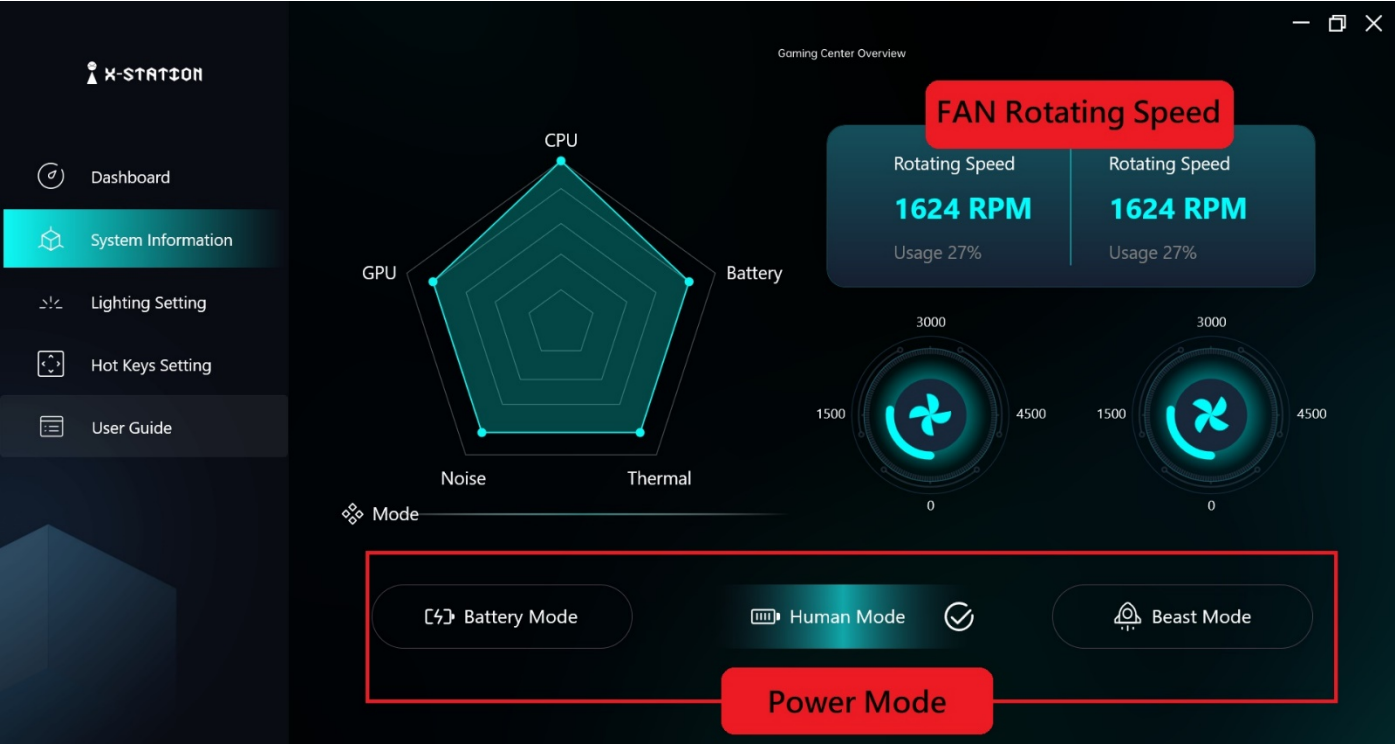 X-STATION
Dashboard
System Information
Lighting Setting
Hot Keys Setting
User Guide
Gaming Center Overview
CPU
GPU
Battery
Noise
Thermal
FAN Rotating Speed
Rotating Speed
1624 RPM
Usage 27%
Rotating Speed
1624 RPM
Usage 27%
3000
1500
4500
0
3000
1500
4500
0
Mode
Battery Mode
Human Mode
Beast Mode
Power Mode